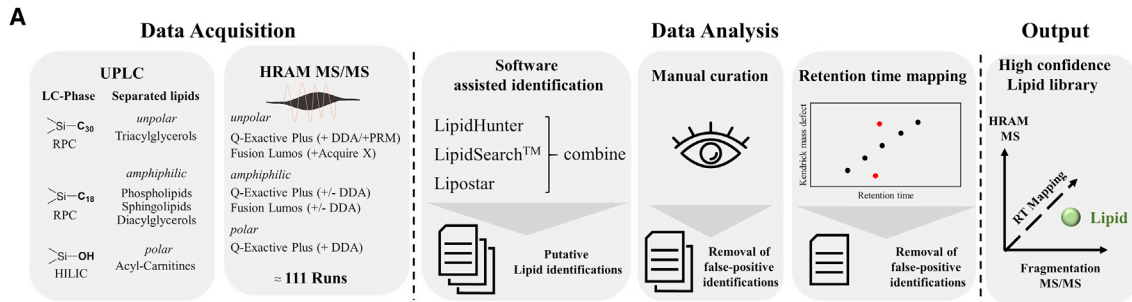 A
Data Acquisition
Data Analysis
Output
UPLC
LC-Phase
Separated lipids
Si-C30
RPC
unpolar
Triacylglycerols
amphiphilic
Si-C18
RPC
Phospholipids
Sphingolipids
Diacylglycerols
Si-OH
HILIC
polar
Acyl-Carnitines
HRAM MS/MS
unpolar
Q-Exactive Plus (+ DDA/+PRM)
Fusion Lumos (+Acquire X)
amphiphilic
Q-Exactive Plus (+/- DDA)
Fusion Lumos (+/- DDA)
polar
Q-Exactive Plus (+ DDA)
≈ 111 Runs
Software
assisted identification
LipidHunter
LipidSearch™
Lipostar
combine
Putative
Lipid identifications
Manual curation
Removal of
false-positive
identifications
Retention time mapping
Kendrick mass defect
Retention time
Removal of
false-positive
identifications
High confidence
Lipid library
HRAM
MS
RT Mapping
Lipid
Fragmentation
MS/MS